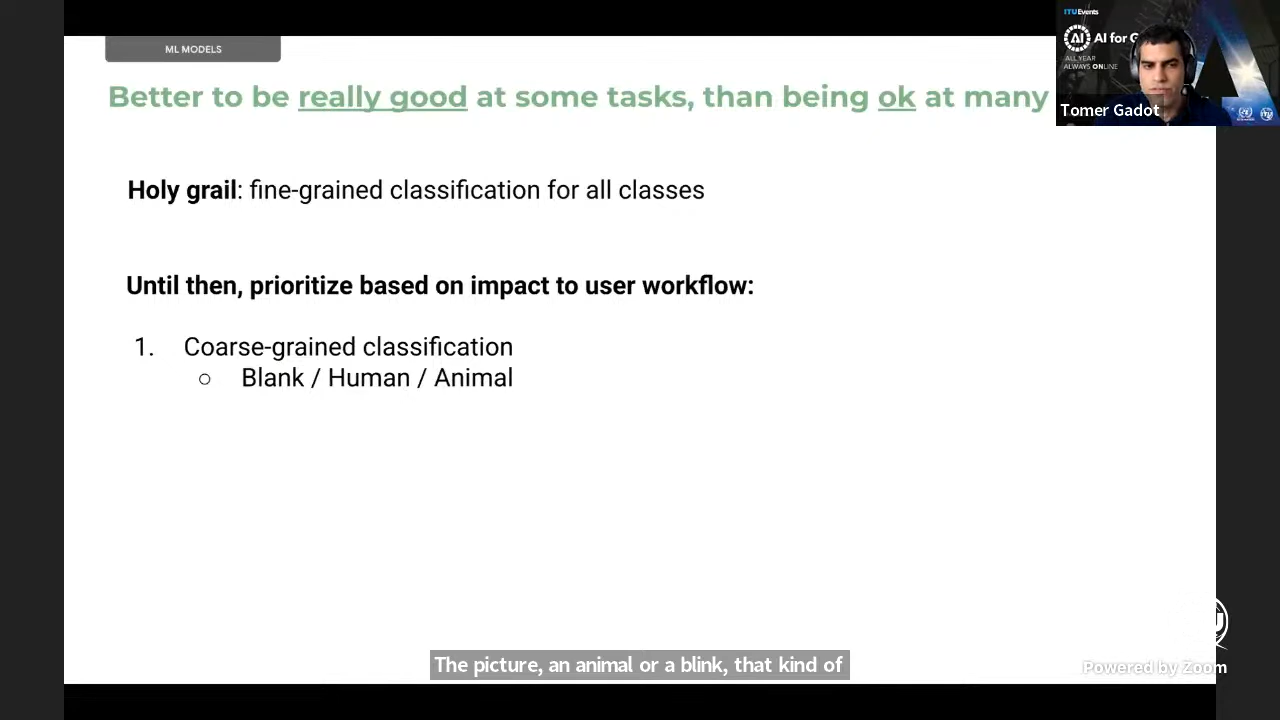 ML MODELS
Better to be really good at some tasks, than being ok at many
Holy grail: fine-grained classification for all classes
Until then, prioritize based on impact to user workflow:
1. Coarse-grained classification
○ Blank / Human / Animal
The picture, an animal or a blink, that kind of
ITUEvents
AI
AI for G
ALL YEAR
ALWAYS ONLINE
Tomer Gadot
Powered by Zoom